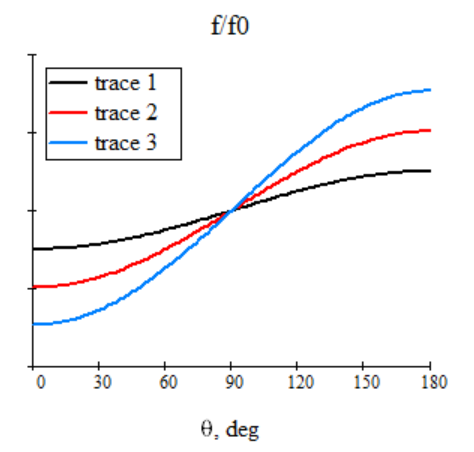 f/f0
trace 1
trace 2
trace 3
0 30 60 90 120 150 180
θ, deg